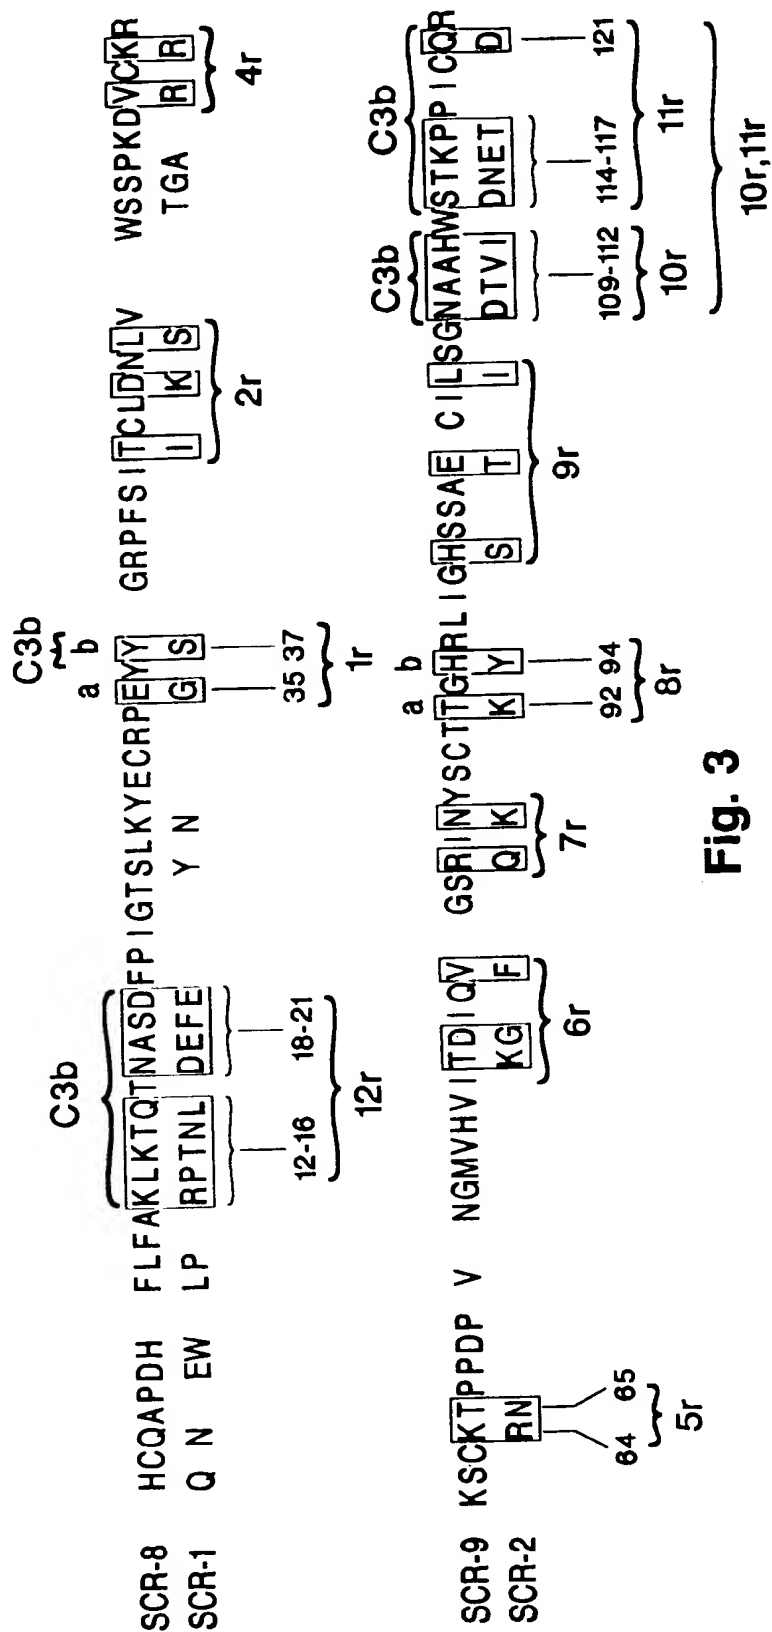 C3b C3b
a b
SCR-8 HCQAPDH FLFAKLKTQTNASDFPIGTSLKYECRPEYYGRPFSITCLDNLV WSSPKDVCKR
SCR-1 Q N EW LP RPTNL DEFE Y N G S I K S TGA R R
12-16 18-21 35 37
12r 1r 2r 4r
C3b C3b
a b
SCR-9 KSCKTPPDP V NGMVHVITDIQV GSRINYSCTTGHRLIGHSSAE CILSGNAAHWSTKPPICQR
SCR-2 RN KG F Q K K Y S T I DTVI DNET D
64 65 92 94 109-112 114-117 121
5r 6r 7r 8r 9r 10r 11r
10r,11r
Fig. 3